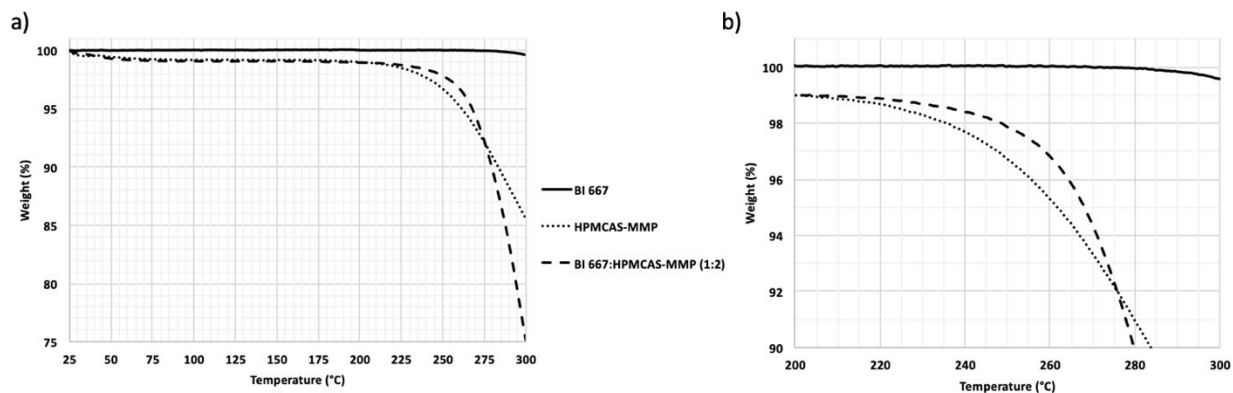 a)
100
95
90
85
80
75
Weight (%)
25 50 75 100 125 150 175 200 225 250 275 300
Temperature (°C)
BI 667
HPMCAS-MMP
BI 667:HPMCAS-MMP (1:2)
b)
100
98
96
94
92
90
Weight (%)
200 220 240 260 280 300
Temperature (°C)